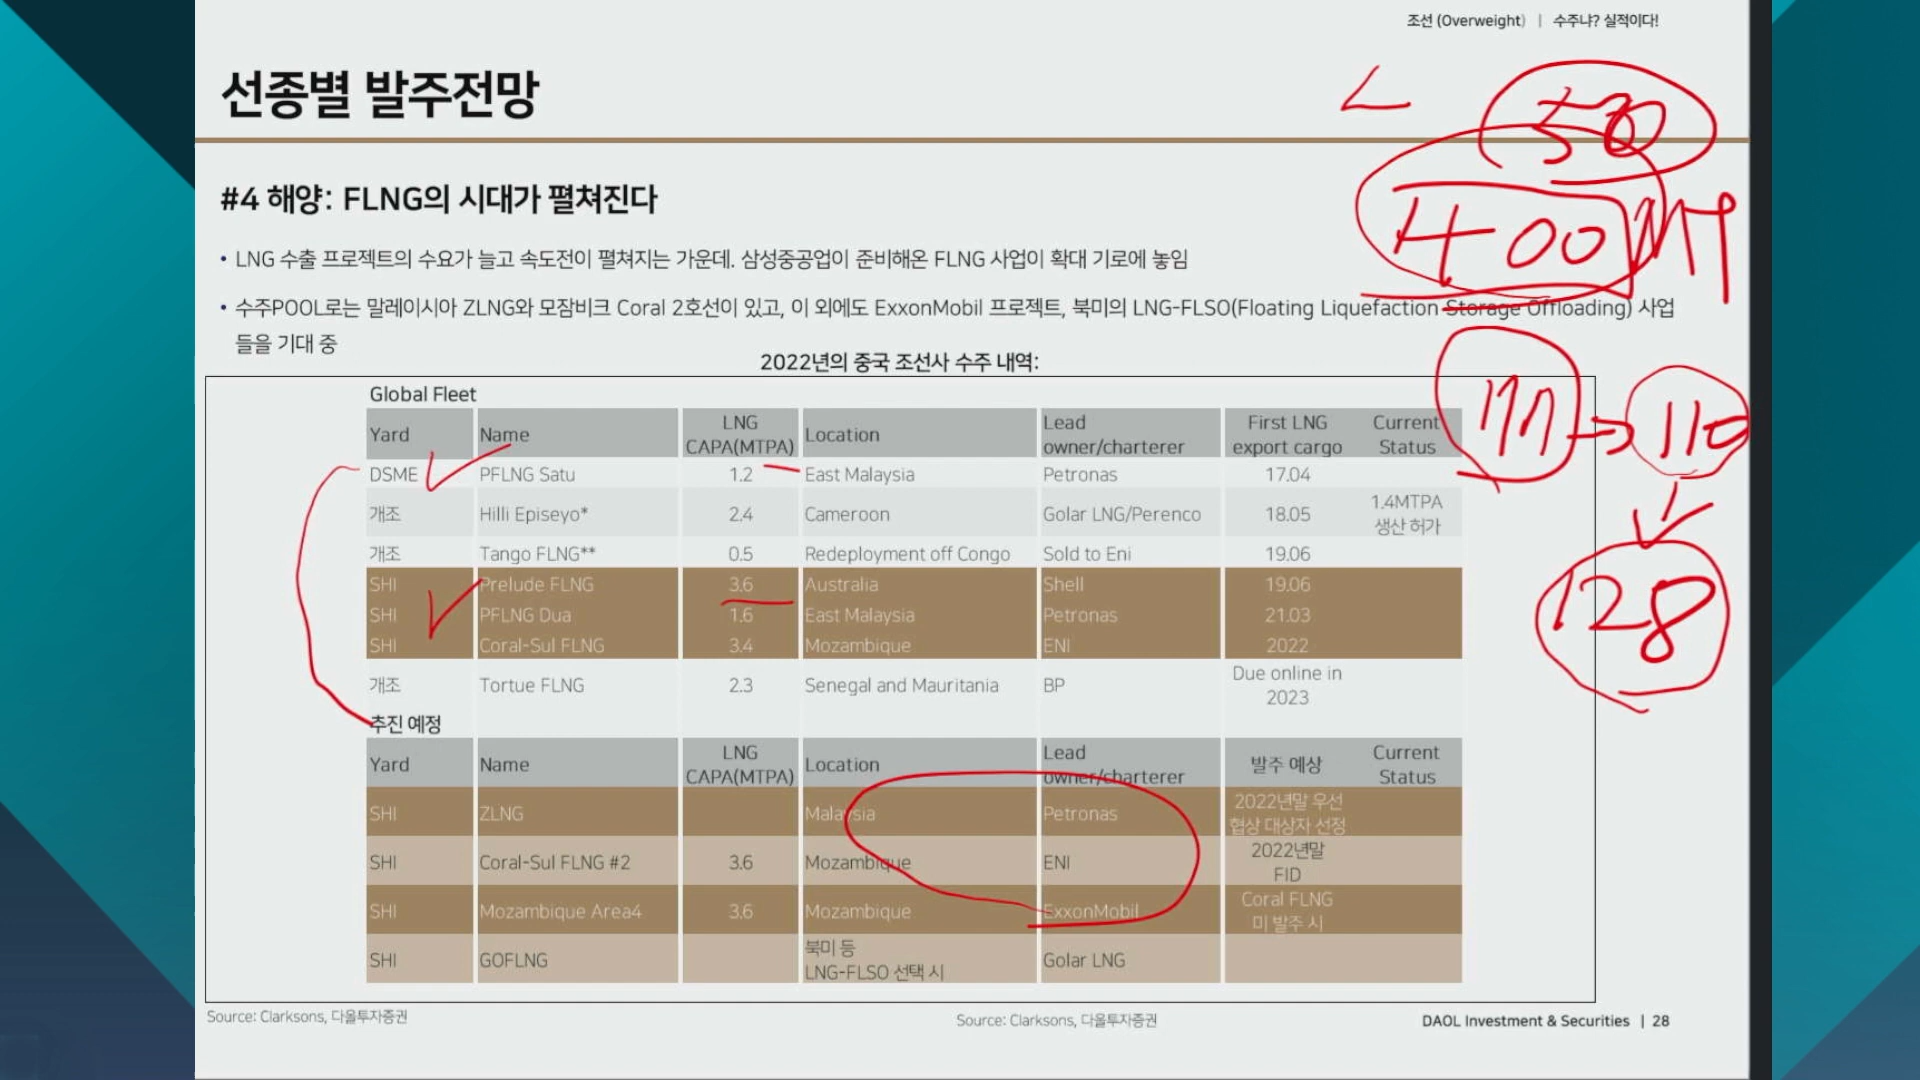 조선 (Overweight) | 수주냐? 실적이다!
선종별 발주전망
#4 해양: FLNG의 시대가 펼쳐진다
• LNG 수출 프로젝트의 수요가 늘고 속도전이 펼쳐지는 가운데. 삼성중공업이 준비해온 FLNG 사업이 확대 기로에 놓임
• 수주POOL로는 말레이시아 ZLNG와 모잠비크 Coral 2호선이 있고, 이 외에도 ExxonMobil 프로젝트, 북미의 LNG-FLSO(Floating Liquefaction Storage Offloading) 사업
들을 기대 중
2022년의 중국 조선사 수주 내역:
Global Fleet
Yard Name LNG CAPA(MTPA) Location Lead owner/charterer First LNG export cargo Current Status
DSME PFLNG Satu 1.2 East Malaysia Petronas 17.04
개조 Hilli Episeyo* 2.4 Cameroon Golar LNG/Perenco 18.05 1.4MTPA 생산 허가
개조 Tango FLNG** 0.5 Redeployment off Congo Sold to Eni 19.06
SHI Prelude FLNG 3.6 Australia Shell 19.06
SHI PFLNG Dua 1.6 East Malaysia Petronas 21.03
SHI Coral-Sul FLNG 3.4 Mozambique ENI 2022
개조 Tortue FLNG 2.3 Senegal and Mauritania BP Due online in 2023
추진 예정
Yard Name LNG CAPA(MTPA) Location Lead owner/charterer 발주 예상 Current Status
SHI ZLNG Malaysia Petronas 2022년말 우선 협상 대상자 선정
SHI Coral-Sul FLNG #2 3.6 Mozambique ENI 2022년말 FID
SHI Mozambique Area4 3.6 Mozambique ExxonMobil Coral FLNG 미 발주 시
SHI GOFLNG 북미 등 LNG-FLSO 선택 시 Golar LNG
Source: Clarksons, 다올투자증권
Source: Clarksons, 다올투자증권
DAOL Investment & Securities | 28
400
110
128